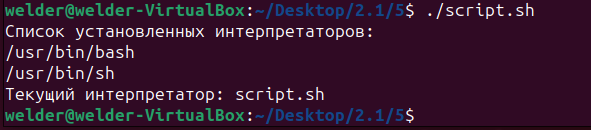 welder@welder-VirtualBox:~/Desktop/2.1/5$ ./script.sh
Список установленных интерпретаторов:
/usr/bin/bash
/usr/bin/sh
Текущий интерпретатор: script.sh
welder@welder-VirtualBox:~/Desktop/2.1/5$